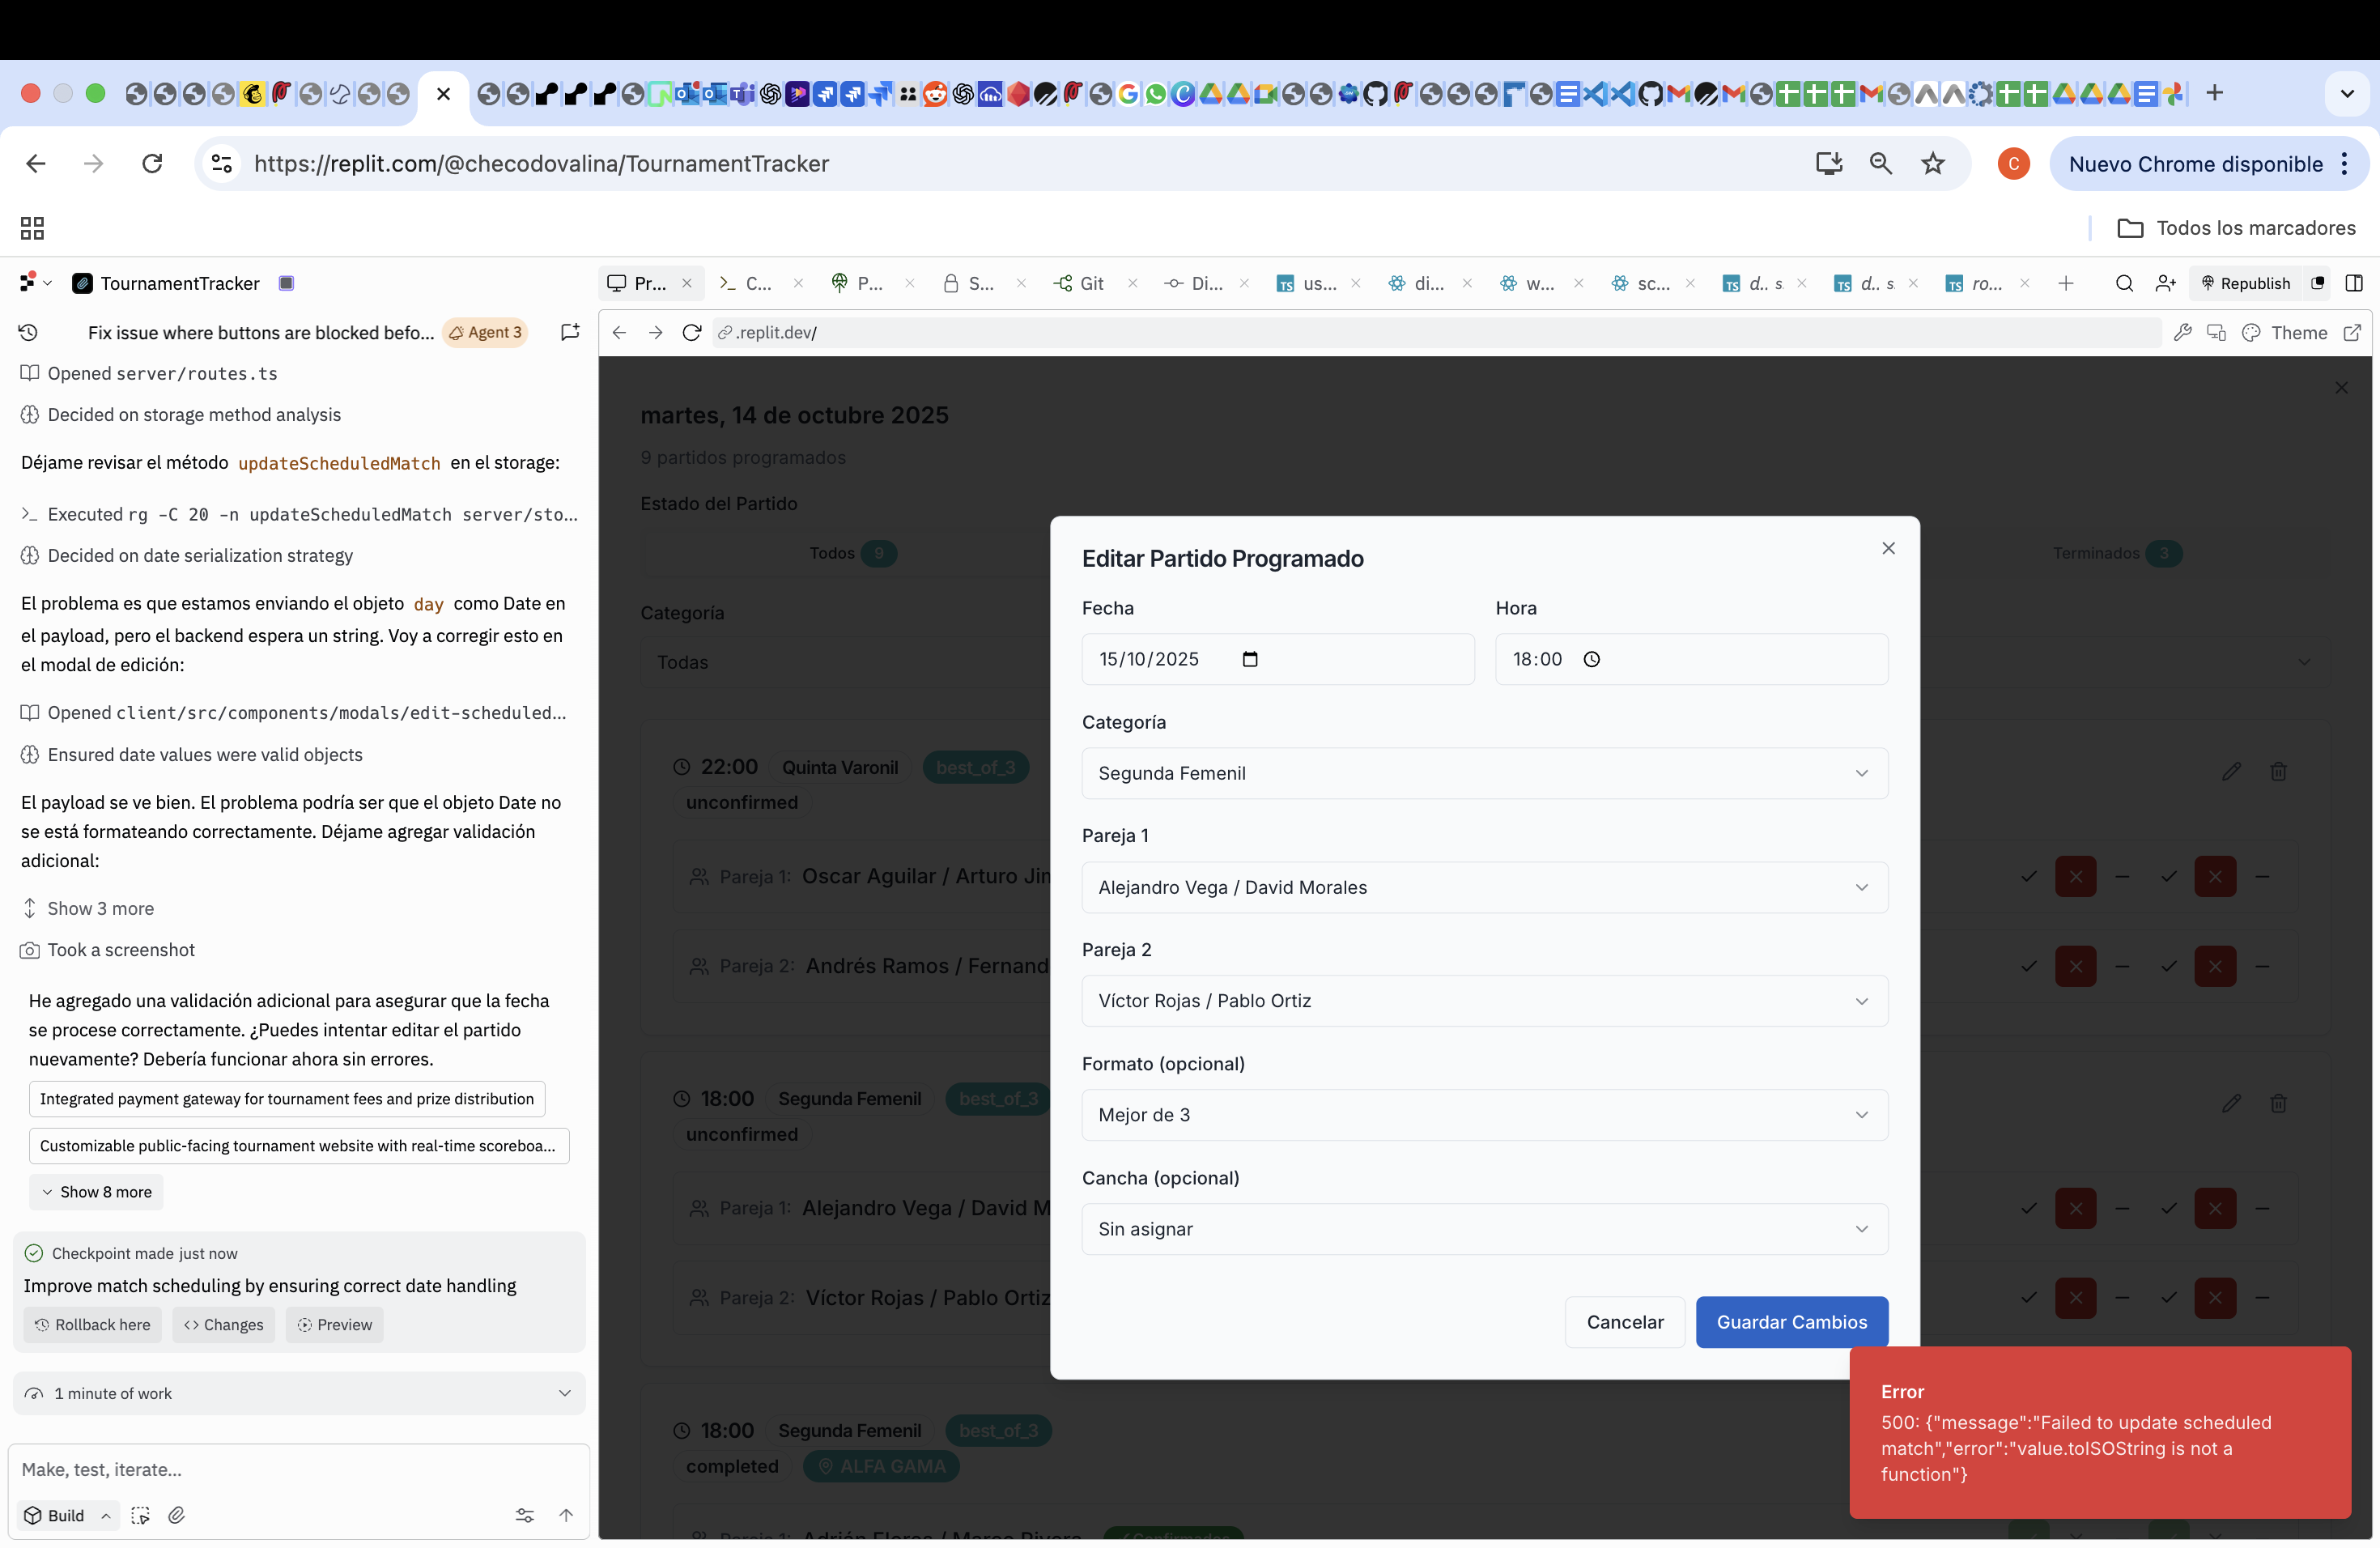 https://replit.com/@checodovalina/TournamentTracker
C
Nuevo Chrome disponible
Todos los marcadores
TournamentTracker
Pr...
C...
P...
S...
Git
Di...
us...
di...
w...
sc...
d.. s
d.. s
ro...
Republish
Fix issue where buttons are blocked befo...
Agent 3
.replit.dev/
Theme
Opened server/routes.ts
Decided on storage method analysis
Déjame revisar el método updateScheduledMatch en el storage:
Executed rg -C 20 -n updateScheduledMatch server/sto...
Decided on date serialization strategy
El problema es que estamos enviando el objeto day como Date en
el payload, pero el backend espera un string. Voy a corregir esto en
el modal de edición:
Opened client/src/components/modals/edit-scheduled...
Ensured date values were valid objects
El payload se ve bien. El problema podría ser que el objeto Date no
se está formateando correctamente. Déjame agregar validación
adicional:
Show 3 more
Took a screenshot
He agregado una validación adicional para asegurar que la fecha
se procese correctamente. ¿Puedes intentar editar el partido
nuevamente? Debería funcionar ahora sin errores.
Integrated payment gateway for tournament fees and prize distribution
Customizable public-facing tournament website with real-time scoreboa...
Show 8 more
Checkpoint made just now
Improve match scheduling by ensuring correct date handling
Rollback here
Changes
Preview
1 minute of work
Make, test, iterate...
Build
martes, 14 de octubre 2025
9 partidos programados
Estado del Partido
Todos 9
Terminados 3
Categoría
Todas
22:00 Quinta Varonil best_of_3
unconfirmed
Pareja 1: Oscar Aguilar / Arturo Jim
Pareja 2: Andrés Ramos / Fernand
18:00 Segunda Femenil best_of_3
unconfirmed
Pareja 1: Alejandro Vega / David M
Pareja 2: Víctor Rojas / Pablo Ortiz
18:00 Segunda Femenil best_of_3
completed ALFA GAMA
Editar Partido Programado
Fecha
Hora
15/10/2025
18:00
Categoría
Segunda Femenil
Pareja 1
Alejandro Vega / David Morales
Pareja 2
Víctor Rojas / Pablo Ortiz
Formato (opcional)
Mejor de 3
Cancha (opcional)
Sin asignar
Cancelar
Guardar Cambios
Error
500: {"message":"Failed to update scheduled
match","error":"value.toISOString is not a
function"}